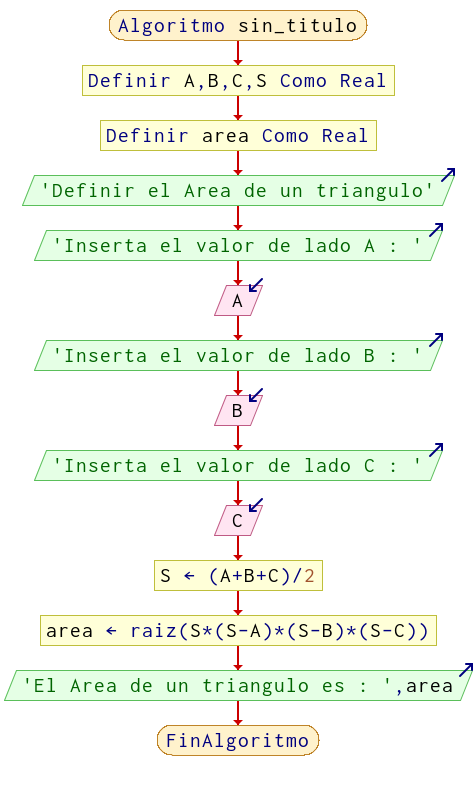 Algoritmo sin_titulo
Definir A,B,C,S Como Real
Definir area Como Real
'Definir el Area de un triangulo'
'Inserta el valor de lado A : '
A
'Inserta el valor de lado B : '
B
'Inserta el valor de lado C : '
C
S ← (A+B+C)/2
area ← raiz(S*(S-A)*(S-B)*(S-C))
'El Area de un triangulo es : ',area
FinAlgoritmo